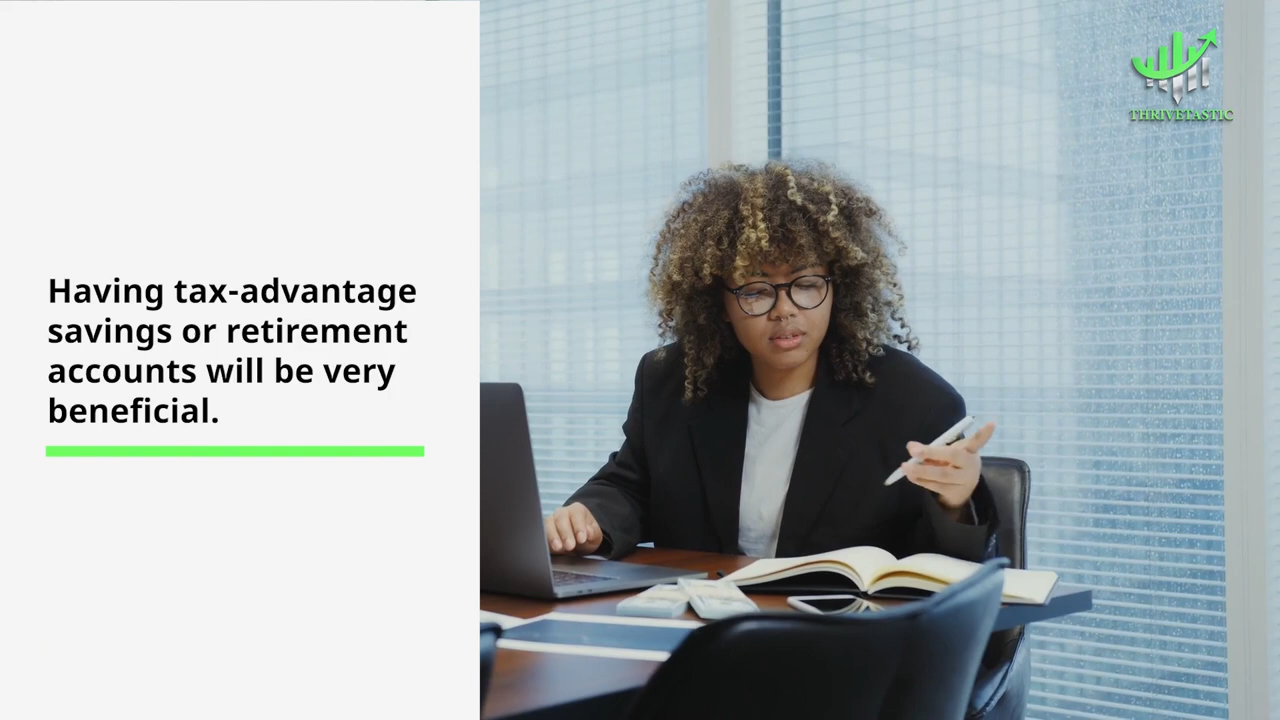 Having tax-advantage
savings or retirement
accounts will be very
beneficial.
THRIVETASTIC